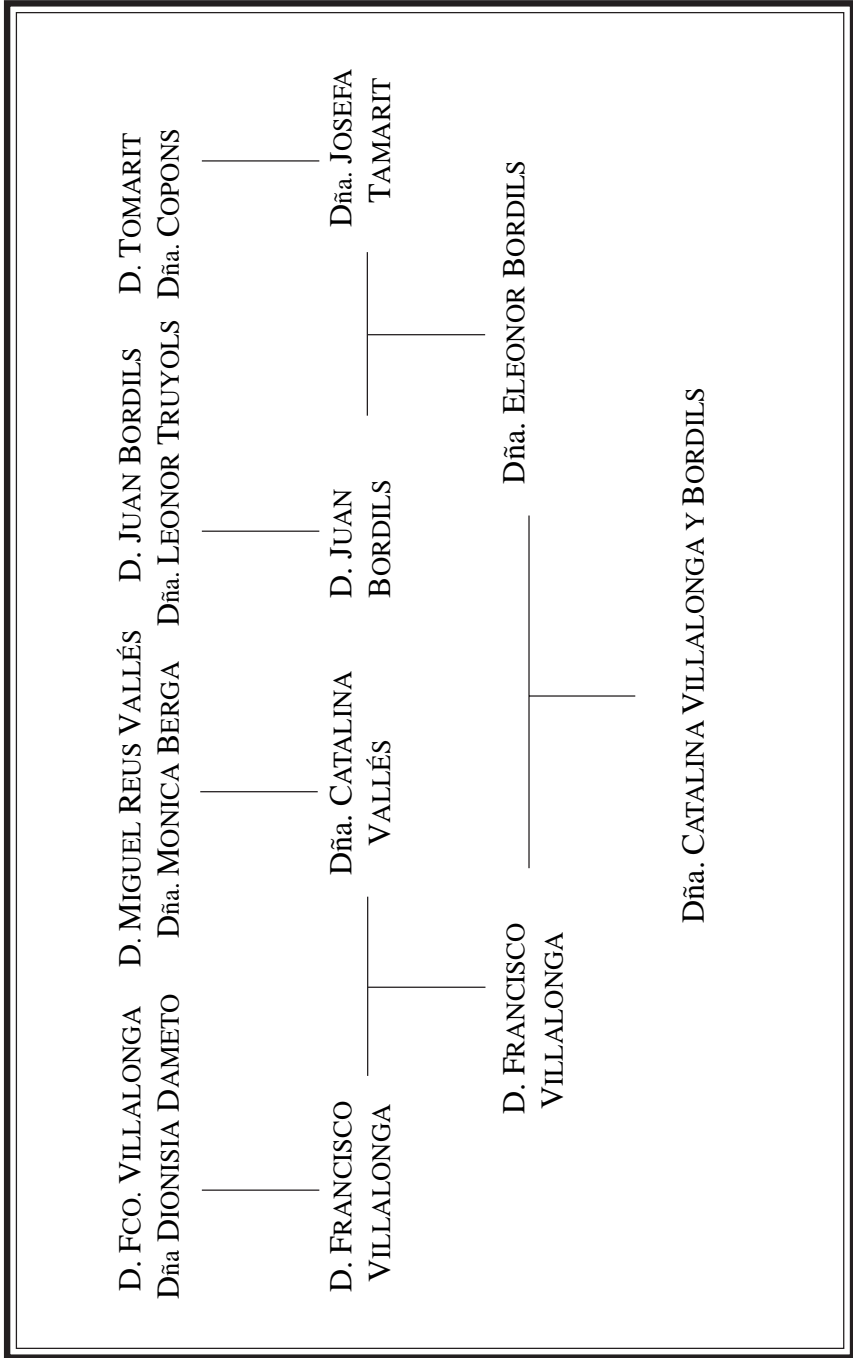 D. FCO. VILLALONGA
Dña DIONISIA DAMETO
D. MIGUEL REUS VALLÉS
Dña. MONICA BERGA
D. JUAN BORDILS
Dña. LEONOR TRUYOLS
D. TOMARIT
Dña. COPONS
D. FRANCISCO
VILLALONGA
Dña. CATALINA
VALLÉS
D. JUAN
BORDILS
Dña. JOSEFA
TAMARIT
D. FRANCISCO
VILLALONGA
Dña. ELEONOR BORDILS
Dña. CATALINA VILLALONGA Y BORDILS